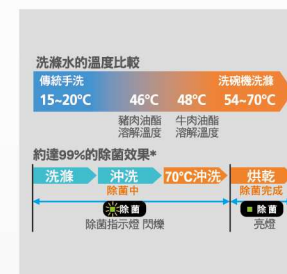 洗滌水的溫度比較
傳統手洗 洗碗機洗滌
15~20°C 46°C 48°C 54~70°C
豬肉油酯 牛肉油酯
溶解溫度 溶解溫度
約達99%的除菌效果*
洗滌 沖洗 70°C沖洗 烘乾
除菌中 除菌完成
除菌 除菌
除菌指示燈 閃爍 亮燈